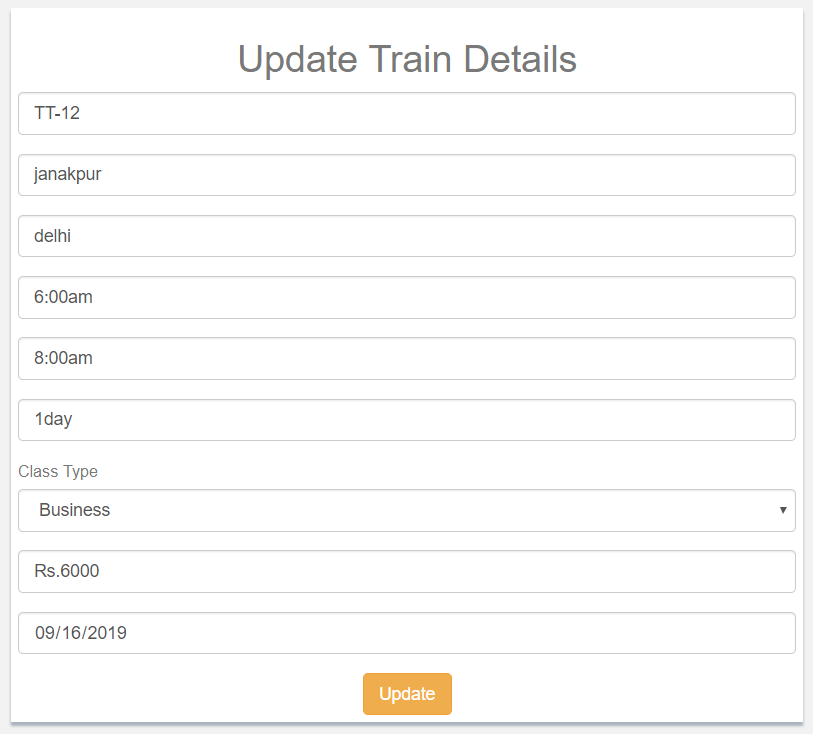 Update Train Details
TT-12
janakpur
delhi
6:00am
8:00am
1day
Class Type
Business
Rs.6000
09/16/2019
Update